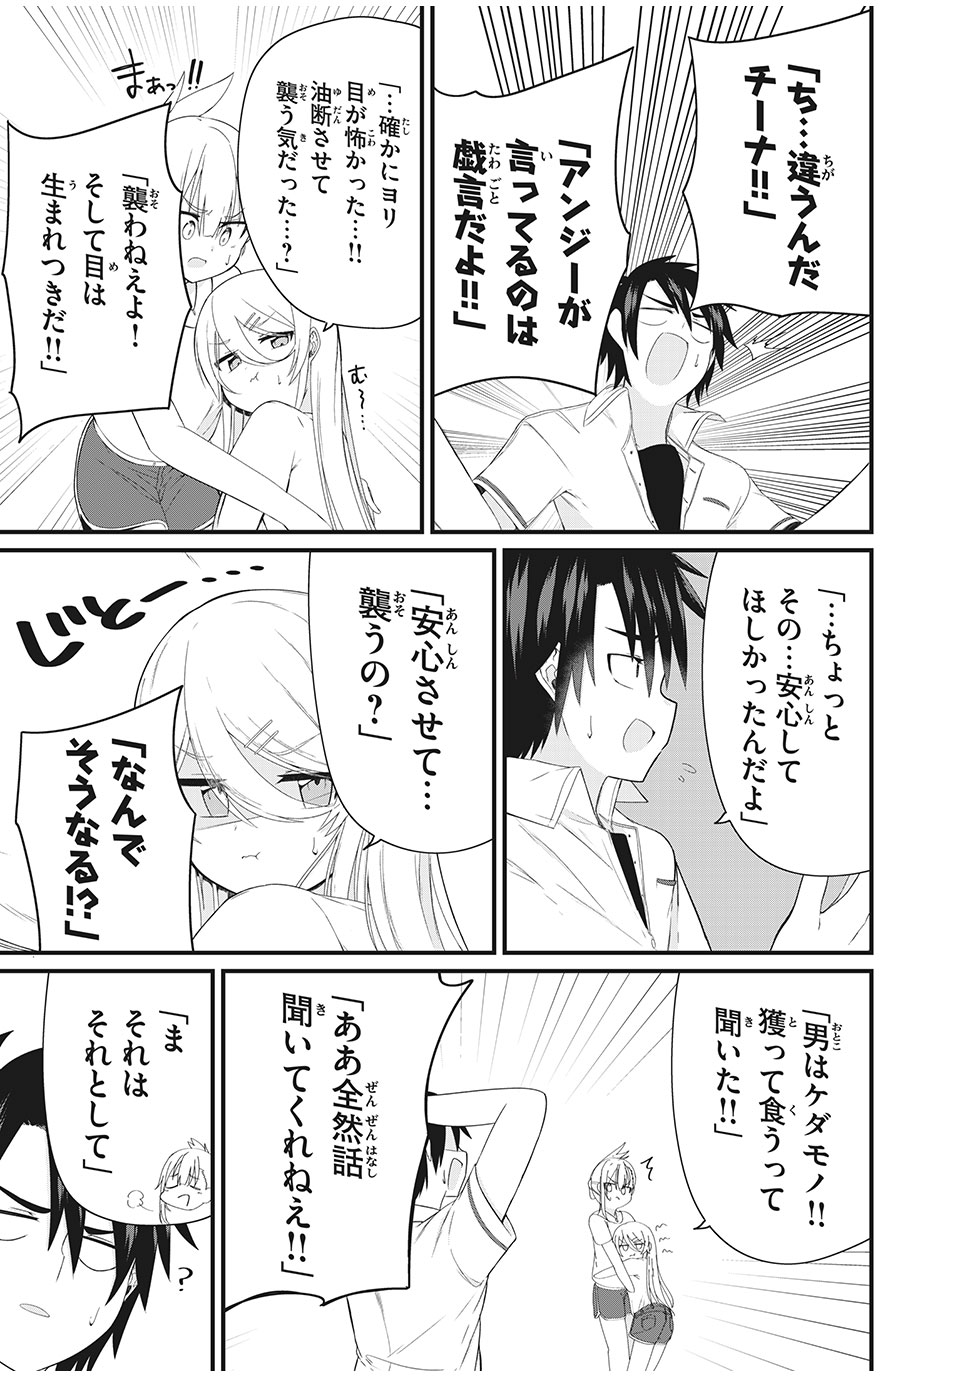 「ち…違うんだ
チーナ!!」
「アンジーが
言ってるのは
戯言だよ!!」
「…確かにヨリ
目が怖かった…!!
油断させて
襲う気だった…?」
まぁっ!!
「襲わねえよ!
そして目は
生まれつきだ!!」
む〜……
「…ちょっと
その…安心して
ほしかったんだよ」
「安心させて…
襲うの?」
じとー……
「なんで
そうなる!?」
「男はケダモノ!!
獲って食うって
聞いた!!」
「ああ全然話
聞いてくれねえ!!」
「ま
それは
それとして」
?